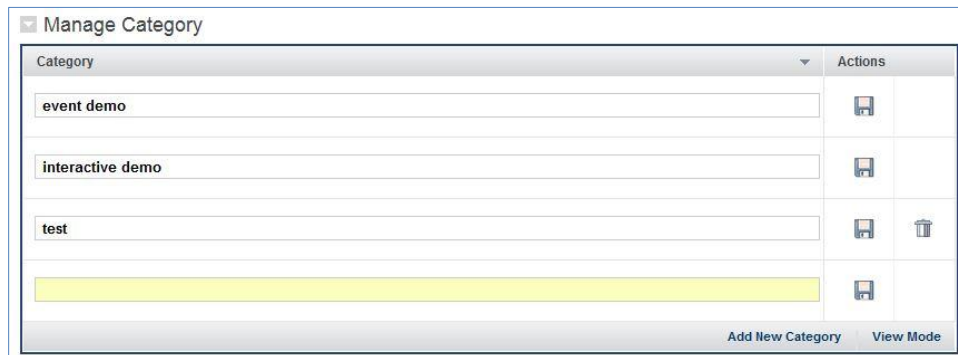 Manage Category
Category Actions
event demo
interactive demo
test
Add New Category View Mode